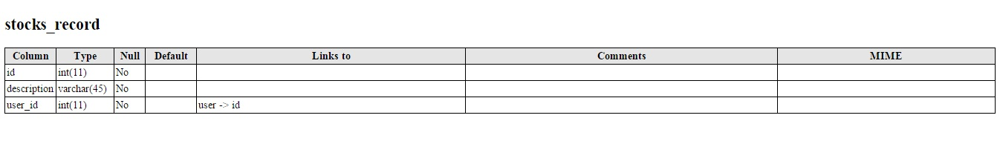 stocks_record
Column Type Null Default Links to Comments MIME
id int(11) No
description varchar(45) No
user_id int(11) No user -> id